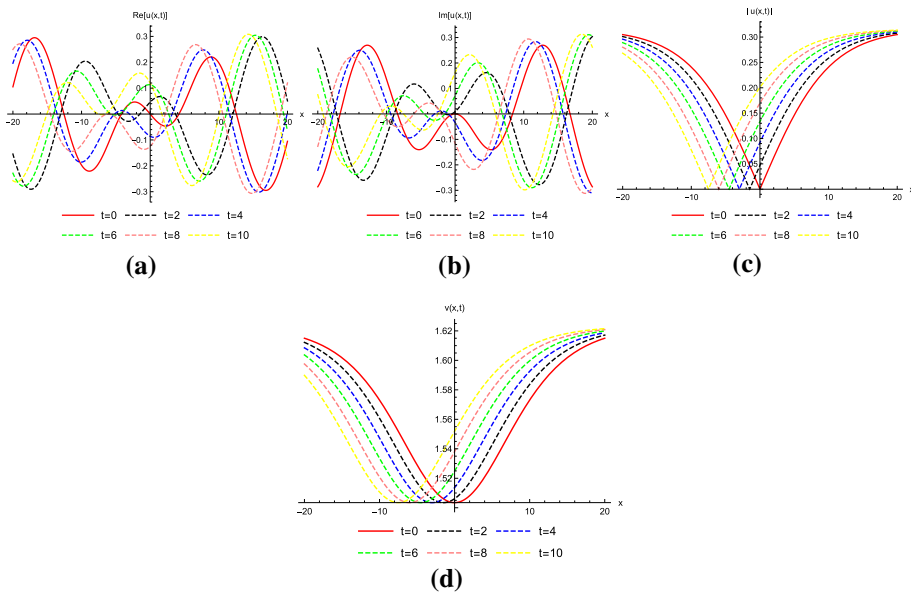 Re[u(x,t)]
0.3
0.2
0.1
-20
-10
10
20
x
-0.1
-0.2
-0.3
t=0 t=2 t=4
t=6 t=8 t=10
(a)
Im[u(x,t)]
0.3
0.2
0.1
-20
-10
10
20
x
-0.1
-0.2
-0.3
t=0 t=2 t=4
t=6 t=8 t=10
(b)
|u(x,t)|
0.30
0.25
0.20
0.15
0.10
-20 -10 10 20
t=0 t=2 t=4
t=6 t=8 t=10
(c)
v(x,t)
1.62
1.60
1.58
1.56
1.54
1.52
-20 -10 0 10 20 x
t=0 t=2 t=4
t=6 t=8 t=10
(d)